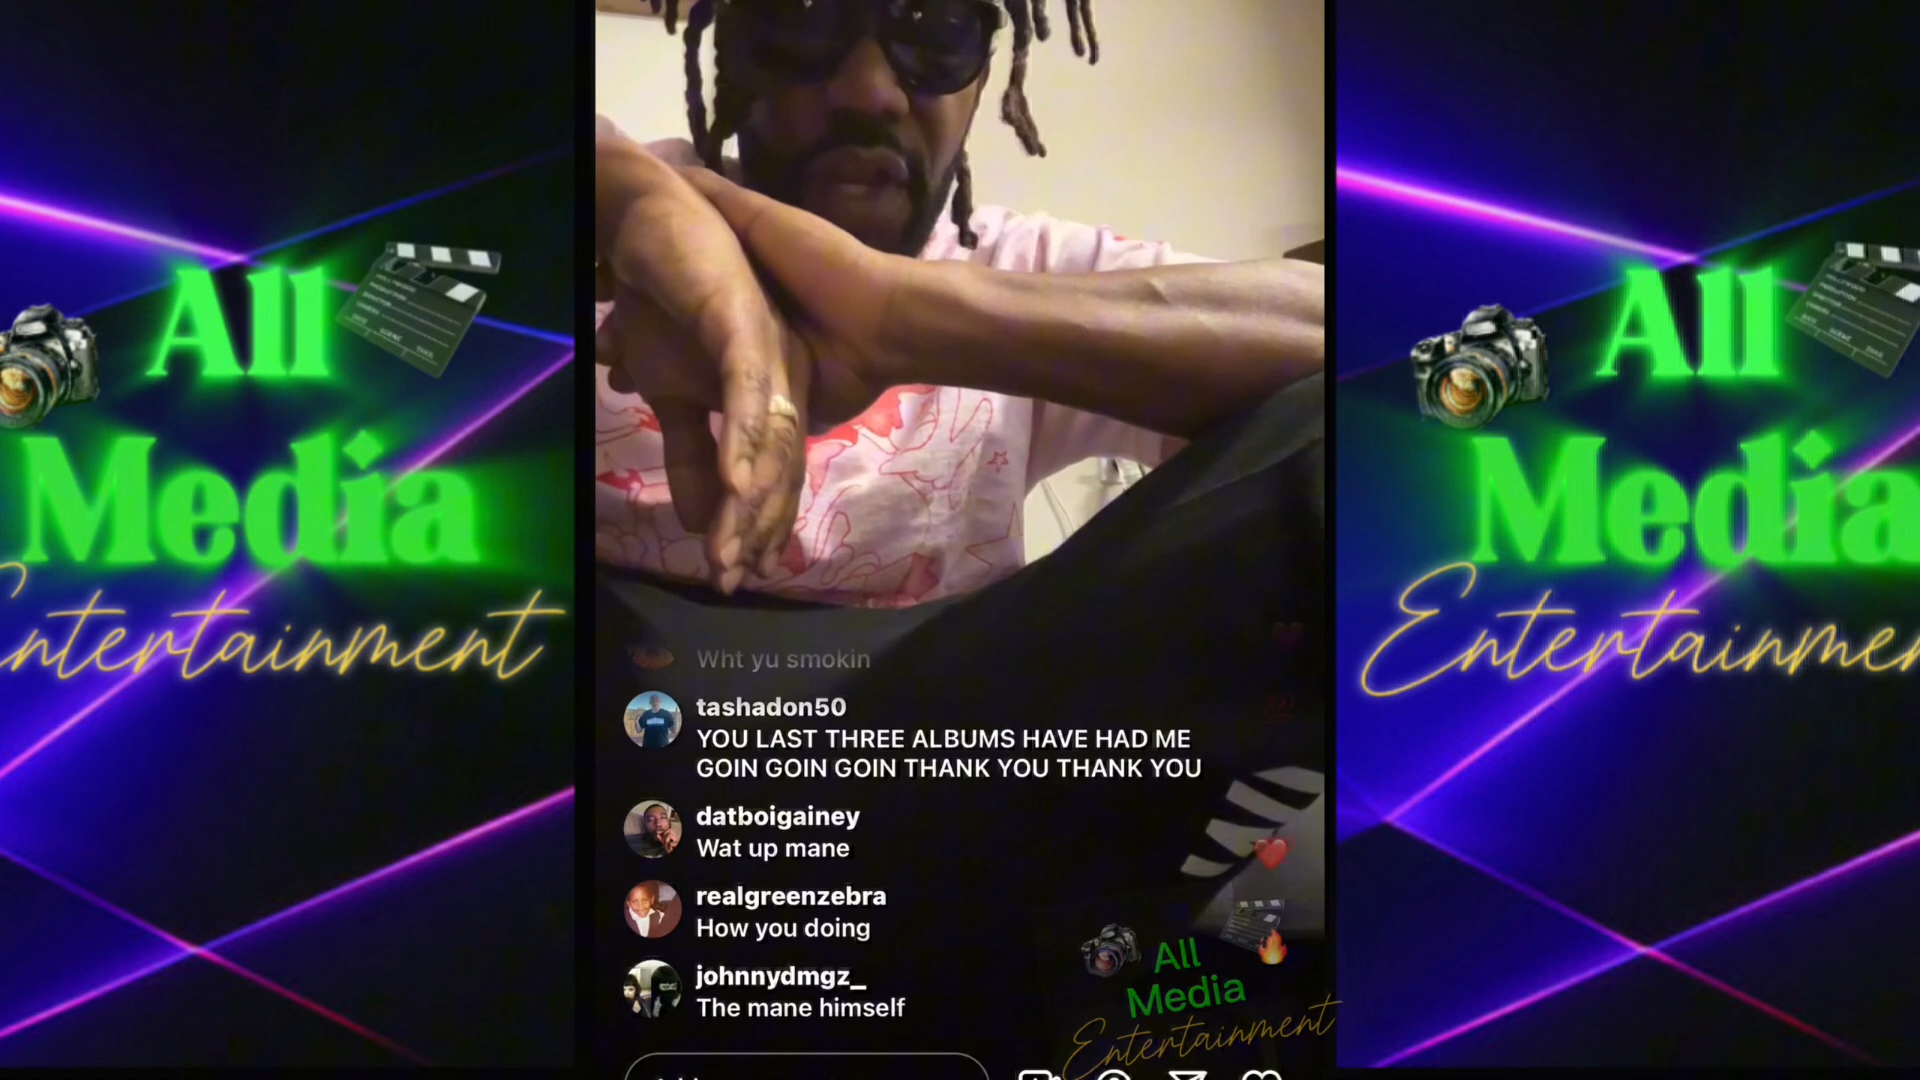 All
Media
Entertainment
Wht yu smokin
tashadon50
YOU LAST THREE ALBUMS HAVE HAD ME
GOIN GOIN GOIN THANK YOU THANK YOU
datboigainey
Wat up mane
realgreenzebra
How you doing
johnnydmgz_
The mane himself
All
Media
Entertainment
All
Media